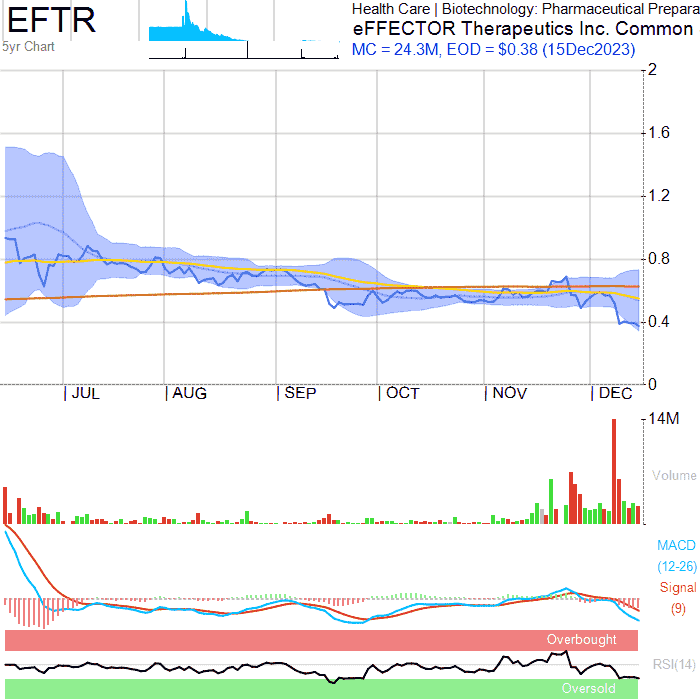 EFTR
5yr Chart
Health Care | Biotechnology: Pharmaceutical Prepara
eFFECTOR Therapeutics Inc. Common
MC = 24.3M, EOD = $0.38 (15Dec2023)
2
1.6
1.2
0.8
0.4
0
JUL AUG SEP OCT NOV DEC
14M
Volume
MACD
(12-26)
Signal
(9)
Overbought
RSI(14)
Oversold